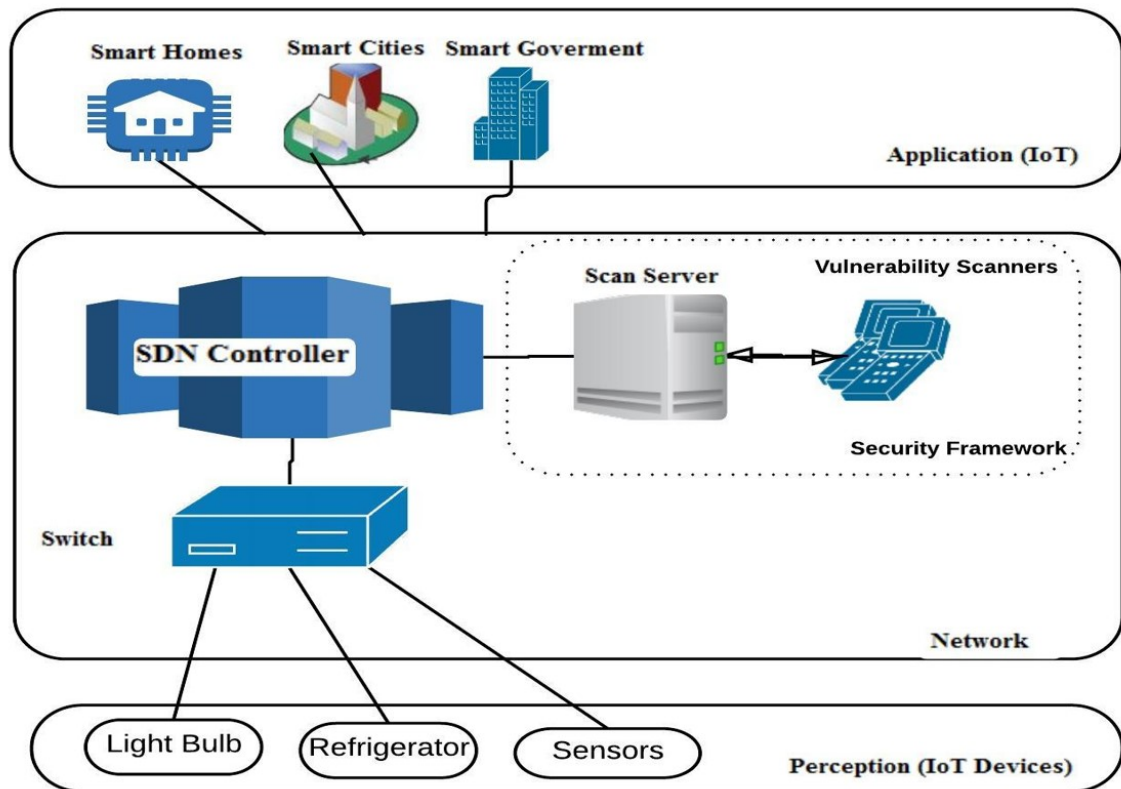 Smart Homes
Smart Cities
Smart Goverment
Application (IoT)
Scan Server
Vulnerability Scanners
SDN Controller
Security Framework
Switch
Network
Light Bulb
Refrigerator
Sensors
Perception (IoT Devices)